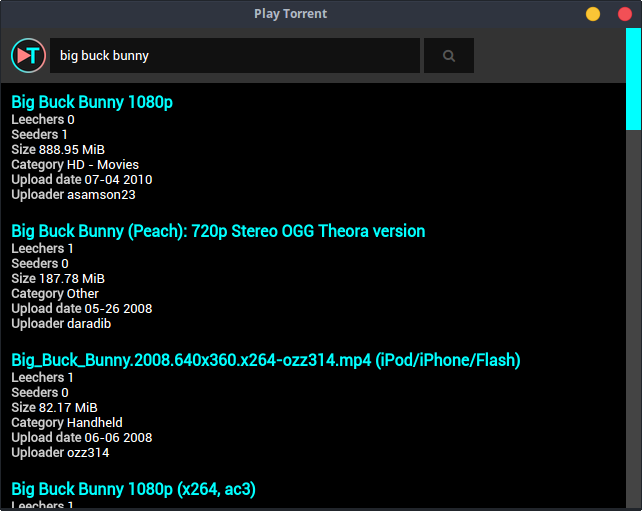 Play Torrent
T
big buck bunny
Big Buck Bunny 1080p
Leechers 0
Seeders 1
Size 888.95 MiB
Category HD - Movies
Upload date 07-04 2010
Uploader asamson23
Big Buck Bunny (Peach): 720p Stereo OGG Theora version
Leechers 1
Seeders 0
Size 187.78 MiB
Category Other
Upload date 05-26 2008
Uploader daradib
Big_Buck_Bunny.2008.640x360.x264-ozz314.mp4 (iPod/iPhone/Flash)
Leechers 1
Seeders 0
Size 82.17 MiB
Category Handheld
Upload date 06-06 2008
Uploader ozz314
Big Buck Bunny 1080p (x264, ac3)
Leechers 1